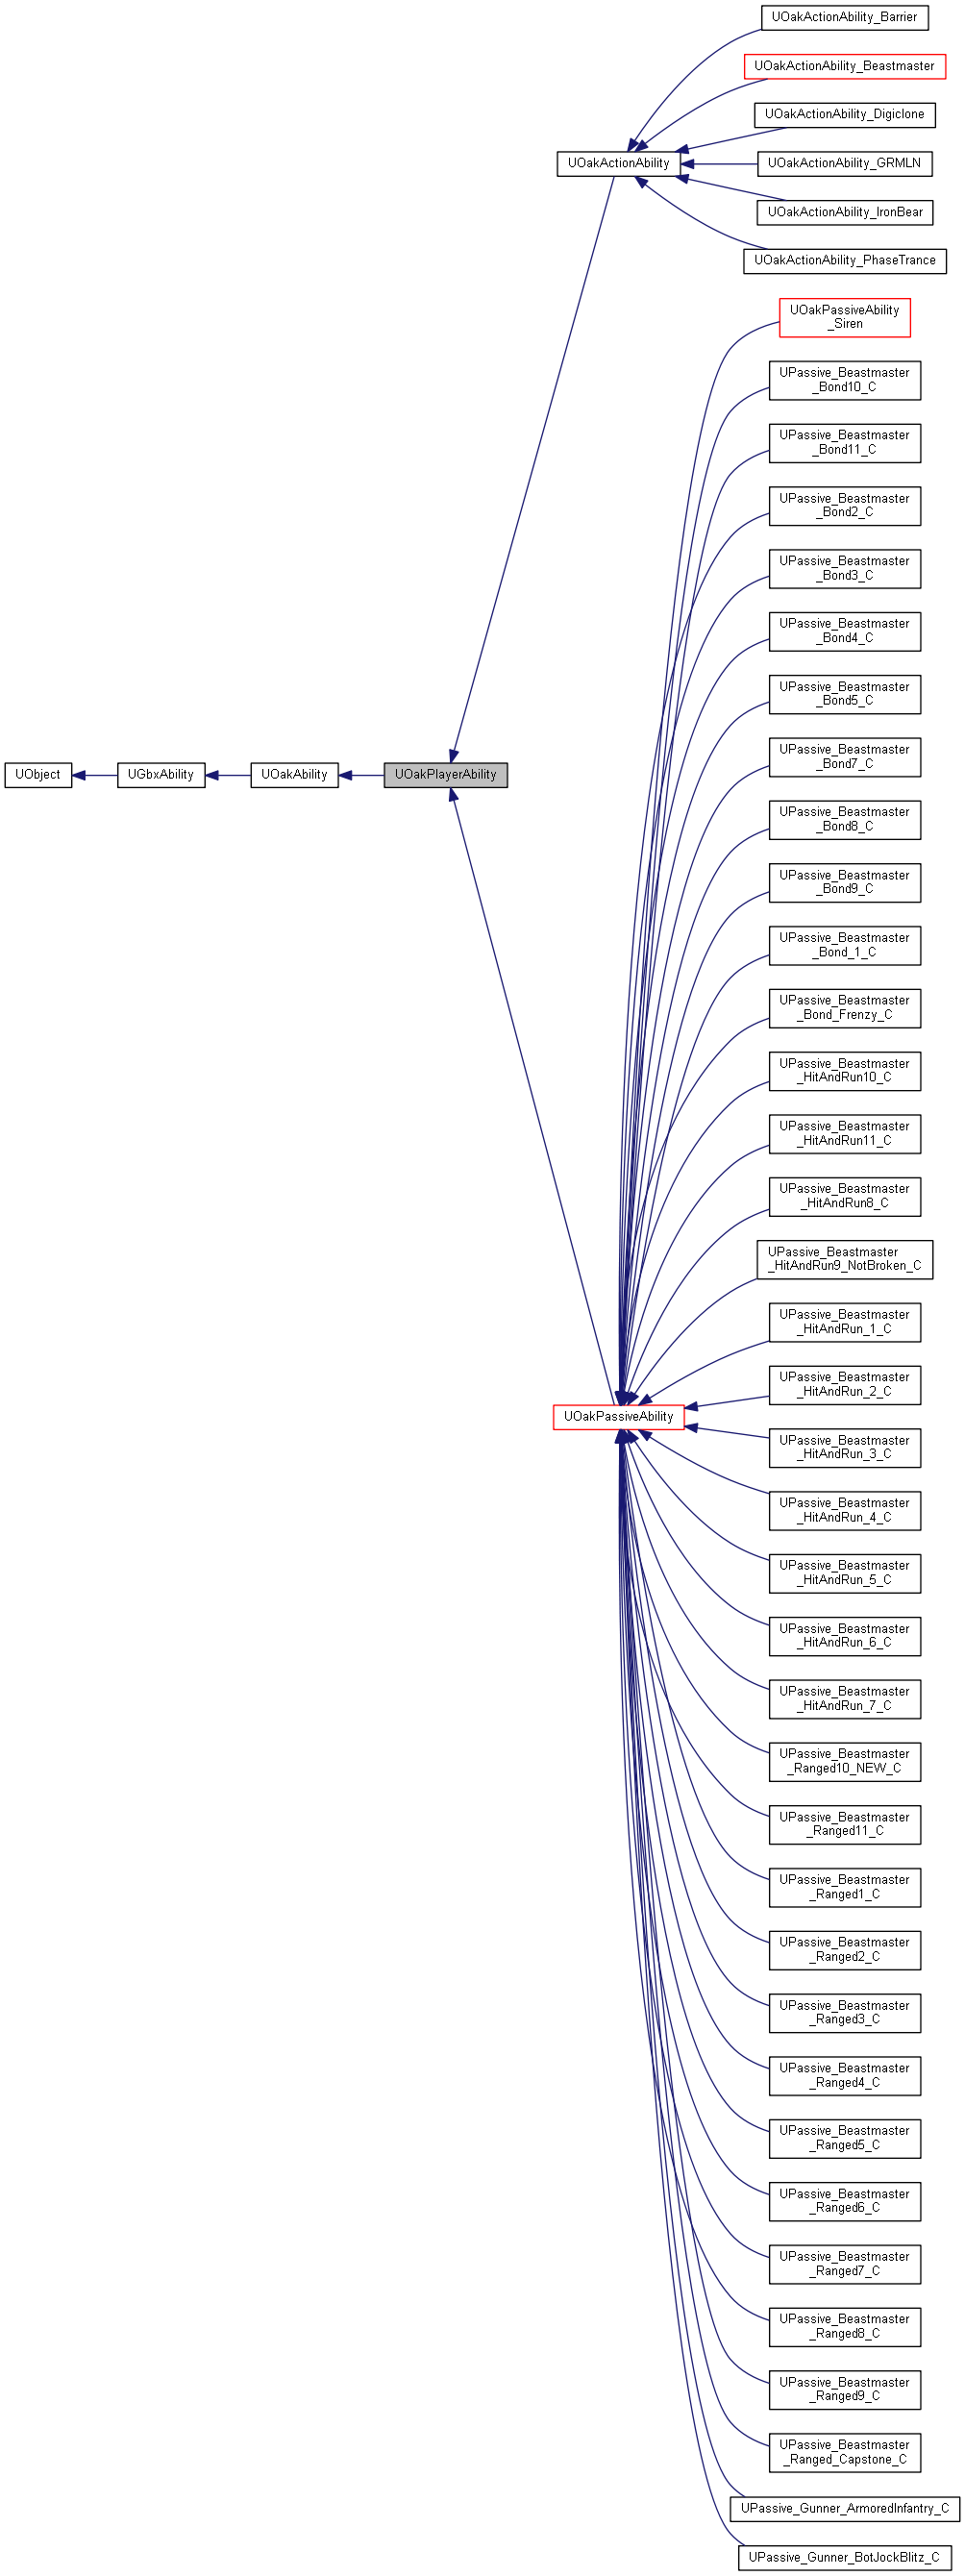 UOakActionAbility_Barrier
UOakActionAbility_Beastmaster
UOakActionAbility_Digiclone
UOakActionAbility
UOakActionAbility_GRMLN
UOakActionAbility_IronBear
UOakActionAbility_PhaseTrance
UOakPassiveAbility
_Siren
UPassive_Beastmaster
_Bond10_C
UPassive_Beastmaster
_Bond11_C
UPassive_Beastmaster
_Bond2_C
UPassive_Beastmaster
_Bond3_C
UPassive_Beastmaster
_Bond4_C
UPassive_Beastmaster
_Bond5_C
UPassive_Beastmaster
_Bond7_C
UObject
UGbxAbility
UOakAbility
UOakPlayerAbility
UPassive_Beastmaster
_Bond8_C
UPassive_Beastmaster
_Bond9_C
UPassive_Beastmaster
_Bond_1_C
UPassive_Beastmaster
_Bond_Frenzy_C
UPassive_Beastmaster
_HitAndRun10_C
UPassive_Beastmaster
_HitAndRun11_C
UPassive_Beastmaster
_HitAndRun8_C
UPassive_Beastmaster
_HitAndRun9_NotBroken_C
UPassive_Beastmaster
_HitAndRun_1_C
UPassive_Beastmaster
_HitAndRun_2_C
UOakPassiveAbility
UPassive_Beastmaster
_HitAndRun_3_C
UPassive_Beastmaster
_HitAndRun_4_C
UPassive_Beastmaster
_HitAndRun_5_C
UPassive_Beastmaster
_HitAndRun_6_C
UPassive_Beastmaster
_HitAndRun_7_C
UPassive_Beastmaster
_Ranged10_NEW_C
UPassive_Beastmaster
_Ranged11_C
UPassive_Beastmaster
_Ranged1_C
UPassive_Beastmaster
_Ranged2_C
UPassive_Beastmaster
_Ranged3_C
UPassive_Beastmaster
_Ranged4_C
UPassive_Beastmaster
_Ranged5_C
UPassive_Beastmaster
_Ranged6_C
UPassive_Beastmaster
_Ranged7_C
UPassive_Beastmaster
_Ranged8_C
UPassive_Beastmaster
_Ranged9_C
UPassive_Beastmaster
_Ranged_Capstone_C
UPassive_Gunner_ArmoredInfantry_C
UPassive_Gunner_BotJockBlitz_C